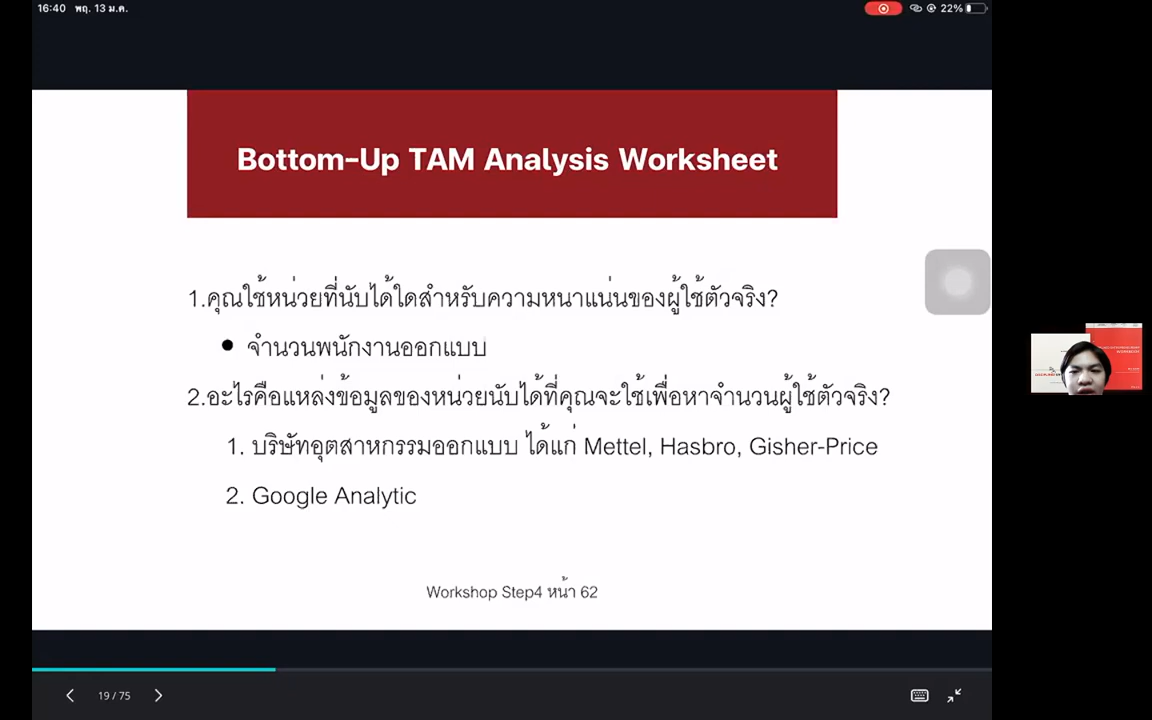 16:40 พฤ. 13 ม.ค.
22%
Bottom-Up TAM Analysis Worksheet
1.คุณใช้หน่วยที่นับได้ใดสำหรับความหนาแน่นของผู้ใช้ตัวจริง?
● จำนวนพนักงานออกแบบ
2.อะไรคือแหล่งข้อมูลของหน่วยนับได้ที่คุณจะใช้เพื่อหาจำนวนผู้ใช้ตัวจริง?
1. บริษัทอุตสาหกรรมออกแบบ ได้แก่ Mettel, Hasbro, Gisher-Price
2. Google Analytic
Workshop Step4 หน้า 62
19 / 75